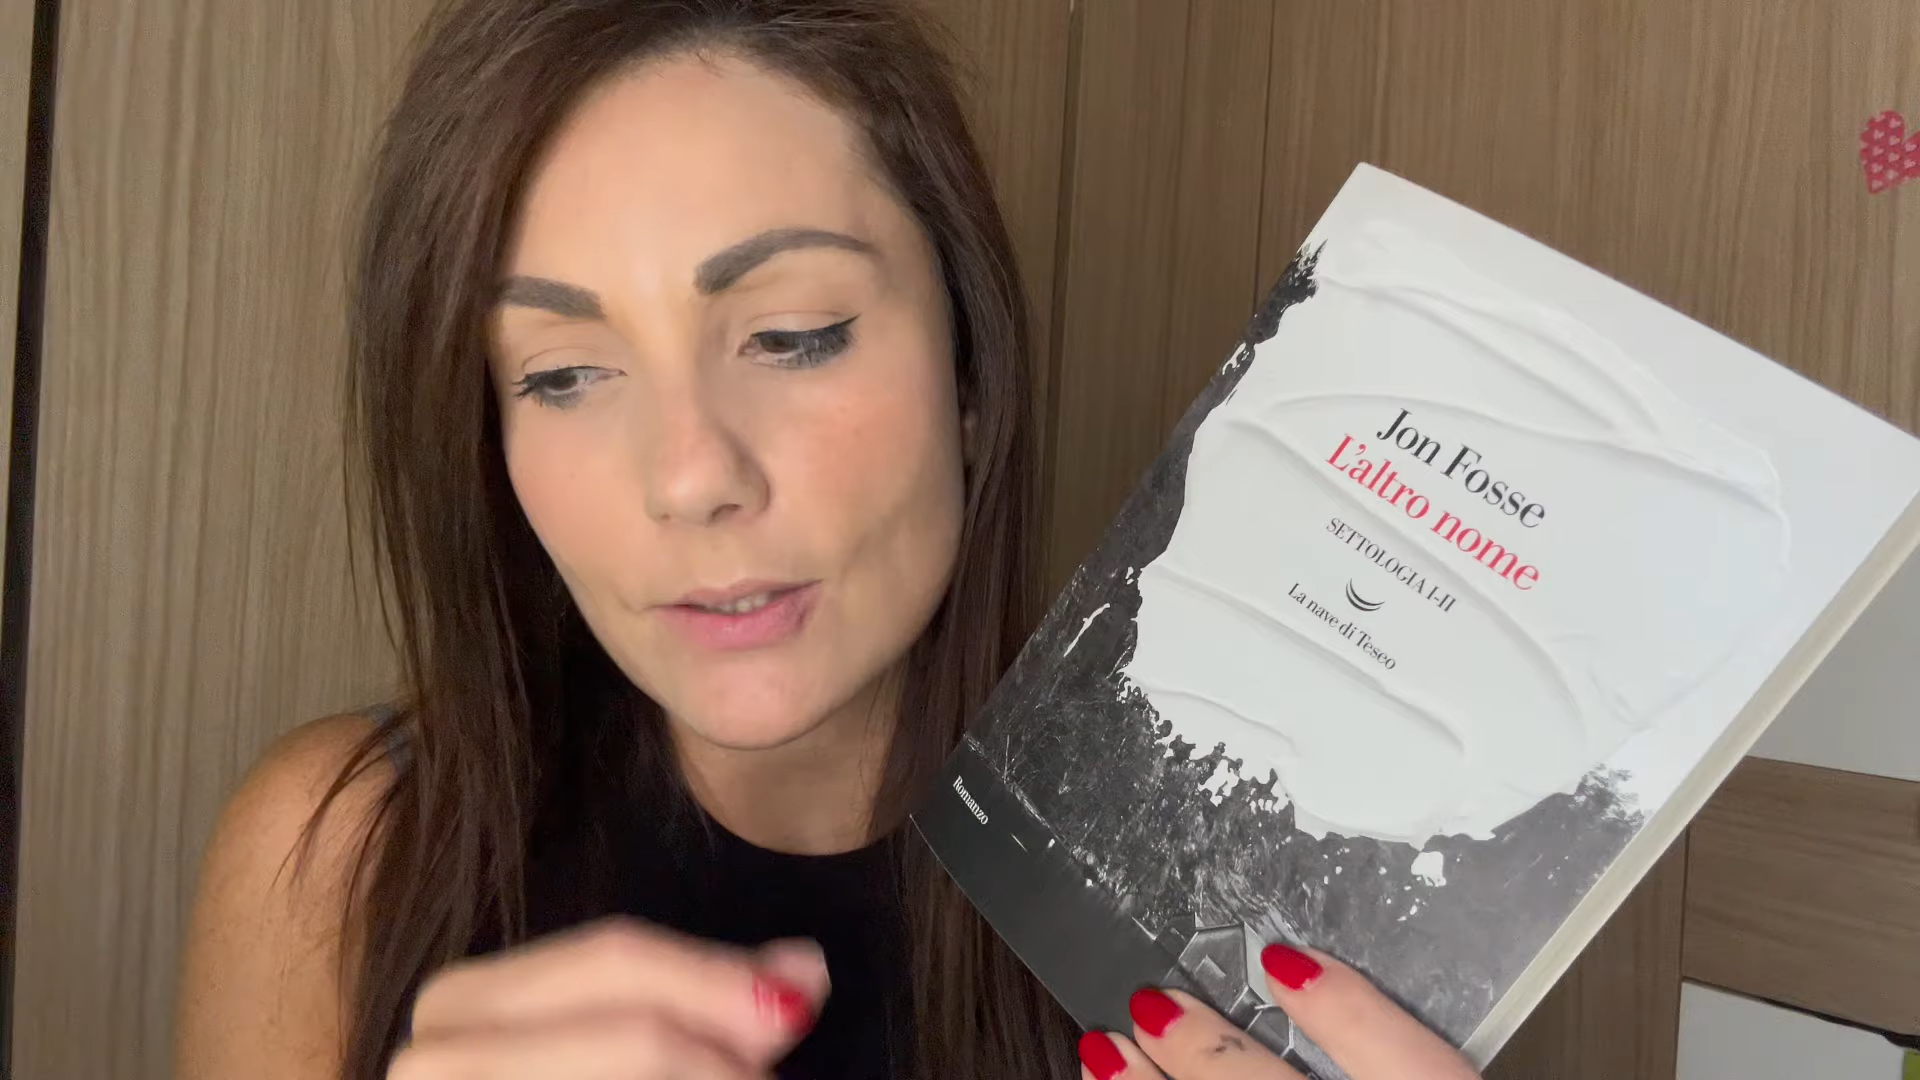 Jon Fosse
L'altro nome
SETTOLOGIA I-II
La nave di Teseo
Romanzo